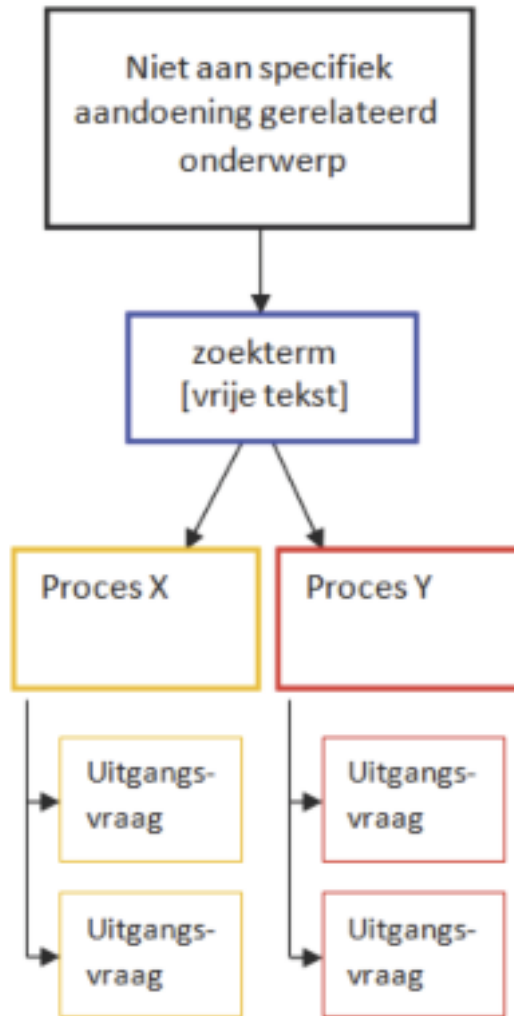 Niet aan specifiek
aandoening gerelateerd
onderwerp
zoekterm
[vrije tekst]
Proces X
Proces Y
Uitgangs-
vraag
Uitgangs-
vraag
Uitgangs-
vraag
Uitgangs-
vraag